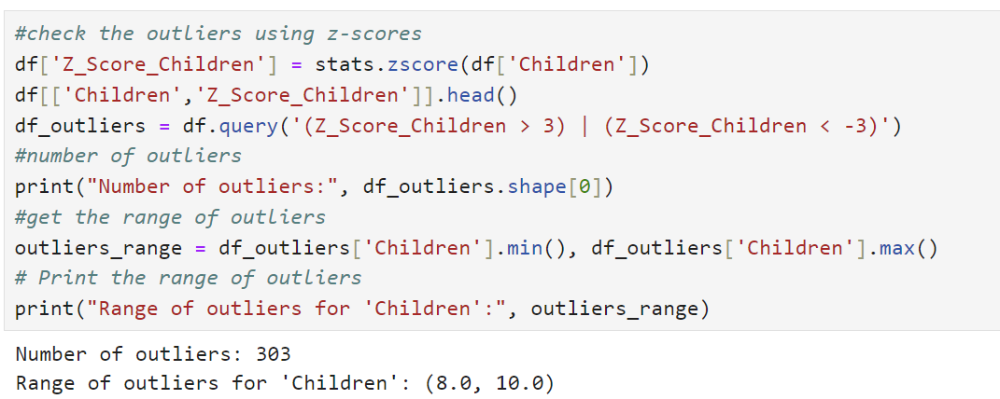 #check the outliers using z-scores
df['Z_Score_Children'] = stats.zscore(df['Children'])
df[['Children','Z_Score_Children']].head()
df_outliers = df.query('(Z_Score_Children > 3) | (Z_Score_Children < -3)')
#number of outliers
print("Number of outliers:", df_outliers.shape[0])
#get the range of outliers
outliers_range = df_outliers['Children'].min(), df_outliers['Children'].max()
# Print the range of outliers
print("Range of outliers for 'Children':", outliers_range)
Number of outliers: 303
Range of outliers for 'Children': (8.0, 10.0)